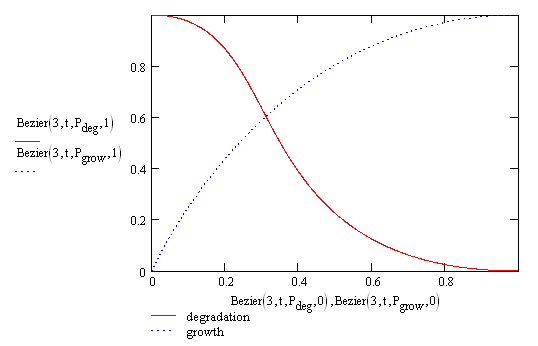 0.8
Bezier(3,t,P_deg,1)
0.6
Bezier(3,t,P_grow,1)
0.4
0.2
0
0
0.2
0.4
0.6
0.8
Bezier(3,t,P_deg,0),Bezier(3,t,P_grow,0)
degradation
growth